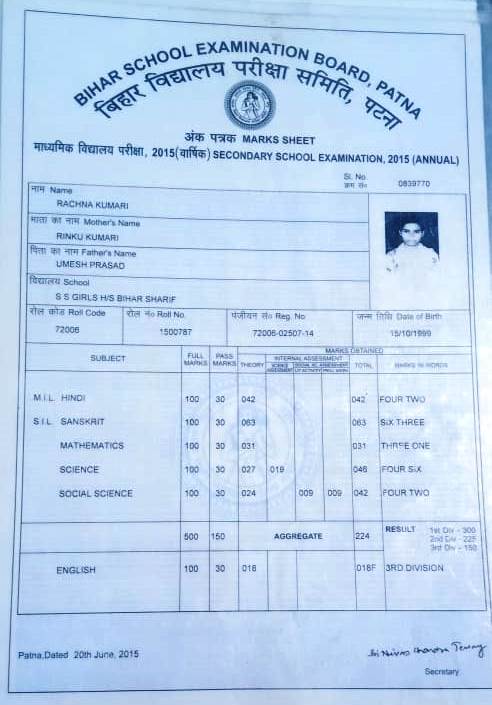 BIHAR SCHOOL EXAMINATION BOARD, PATNA
बिहार विद्यालय परीक्षा समिति, पटना
अंक पत्रक MARKS SHEET
माध्यमिक विद्यालय परीक्षा, 2015(वार्षिक) SECONDARY SCHOOL EXAMINATION, 2015 (ANNUAL)
Sl. No.
क्रम सं० 0839770
नाम Name
RACHNA KUMARI
माता का नाम Mother's Name
RINKU KUMARI
पिता का नाम Father's Name
UMESH PRASAD
विद्यालय School
S S GIRLS H/S BIHAR SHARIF
रोल कोड Roll Code रोल नं० Roll No. पंजीयन सं० Reg. No जन्म तिथि Date of Birth
72006 1500787 72006-02507-14 15/10/1999
SUBJECT FULL MARKS PASS MARKS THEORY MARKS OBTAINED
INTERNAL ASSESSMENT TOTAL MARKS IN WORDS
M.I.L. HINDI 100 30 042 042 FOUR TWO
S.I.L. SANSKRIT 100 30 063 063 SIX THREE
MATHEMATICS 100 30 031 031 THREE ONE
SCIENCE 100 30 027 019 046 FOUR SIX
SOCIAL SCIENCE 100 30 024 009 009 042 FOUR TWO
500 150 AGGREGATE 224 RESULT 1st Div - 300
2nd Div - 225
3rd Div - 150
ENGLISH 100 30 018 018F 3RD DIVISION
Patna,Dated 20th June, 2015
Secretary